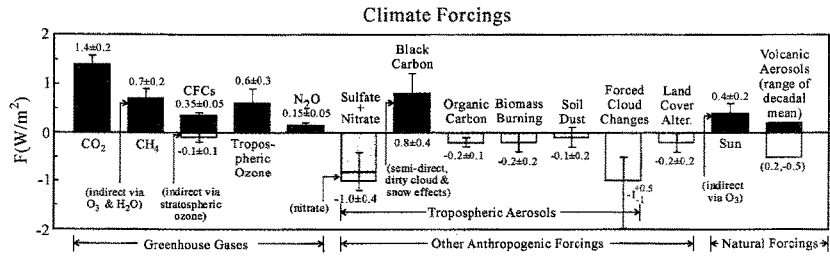 Climate Forcings
F(W/m²)
2
1
0
-1
-2
1.4±0.2
CO₂
0.7±0.2
CH₄
(indirect via
O₃ & H₂O)
CFCs
0.35±0.05
-0.1±0.1
(indirect via
stratospheric
ozone)
0.6±0.3
Tropos-
pheric
Ozone
N₂O
0.15±0.05
Sulfate
+
Nitrate
(nitrate)
-1.0±0.4
Black
Carbon
0.8±0.4
(semi-direct,
dirty cloud &
snow effects)
Organic
Carbon
-0.2±0.1
Biomass
Burning
-0.2±0.2
Soil
Dust
-0.1±0.2
Forced
Cloud
Changes
-1 +0.5 -1
Land
Cover
Alter.
-0.2±0.2
0.4±0.2
Sun
(indirect
via O₃)
Volcanic
Aerosols
(range of
decadal
mean)
(0.2,-0.5)
Tropospheric Aerosols
Greenhouse Gases
Other Anthropogenic Forcings
Natural Forcings